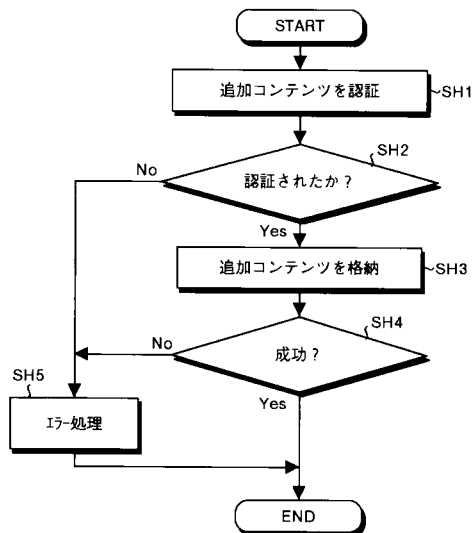 START
追加コンテンツを認証
SH1
SH2
No
認証されたか？
Yes
追加コンテンツを格納
SH3
SH4
No
成功？
SH5
Yes
ｴﾗｰ処理
END